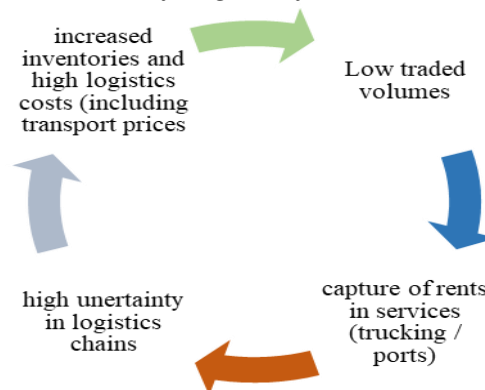 increased
inventories and
high logistics
costs (including
transport prices
Low traded
volumes
capture of rents
in services
(trucking /
ports)
high unertainty
in logistics
chains